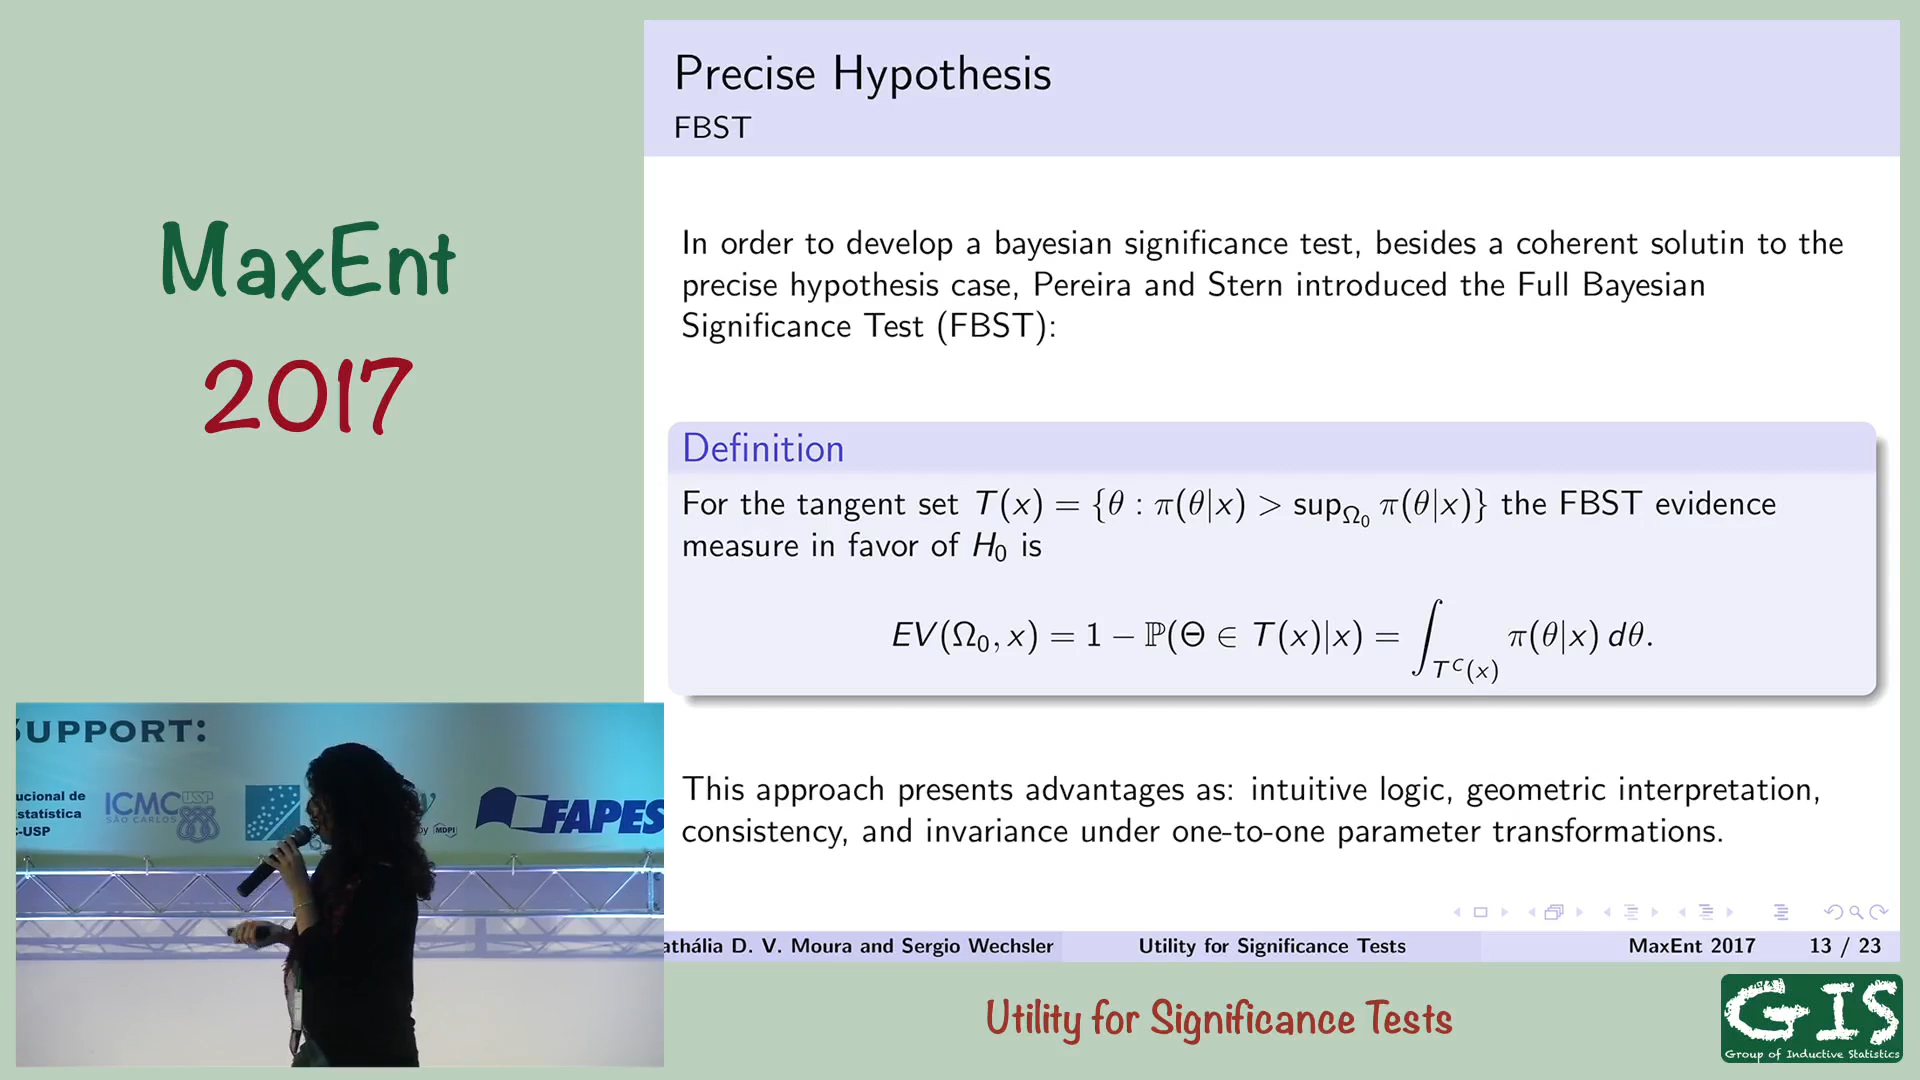 MaxEnt
2017
Precise Hypothesis
FBST
In order to develop a bayesian significance test, besides a coherent solutin to the
precise hypothesis case, Pereira and Stern introduced the Full Bayesian
Significance Test (FBST):
Definition
For the tangent set T(x) = {θ : π(θ|x) > sup_Ω₀ π(θ|x)} the FBST evidence
measure in favor of H₀ is
EV(Ω₀, x) = 1 − ℙ(Θ ∈ T(x)|x) = ∫_{T^C(x)} π(θ|x) dθ.
This approach presents advantages as: intuitive logic, geometric interpretation,
consistency, and invariance under one-to-one parameter transformations.
athália D. V. Moura and Sergio Wechsler Utility for Significance Tests MaxEnt 2017 13 / 23
SUPPORT:
ucional de
statística
-USP
ICMC USP
SÃO CARLOS
by MDPI
FAPES
Utility for Significance Tests
GIS
Group of Inductive Statistics